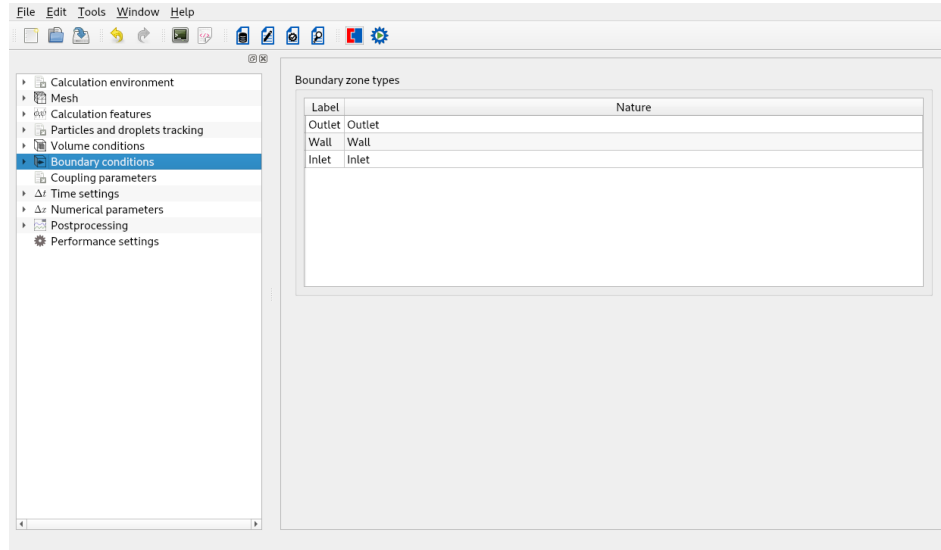 File Edit Tools Window Help
Calculation environment
Mesh
Calculation features
Particles and droplets tracking
Volume conditions
Boundary conditions
Coupling parameters
Δt Time settings
Δx Numerical parameters
Postprocessing
Performance settings
Boundary zone types
Label Nature
Outlet Outlet
Wall Wall
Inlet Inlet